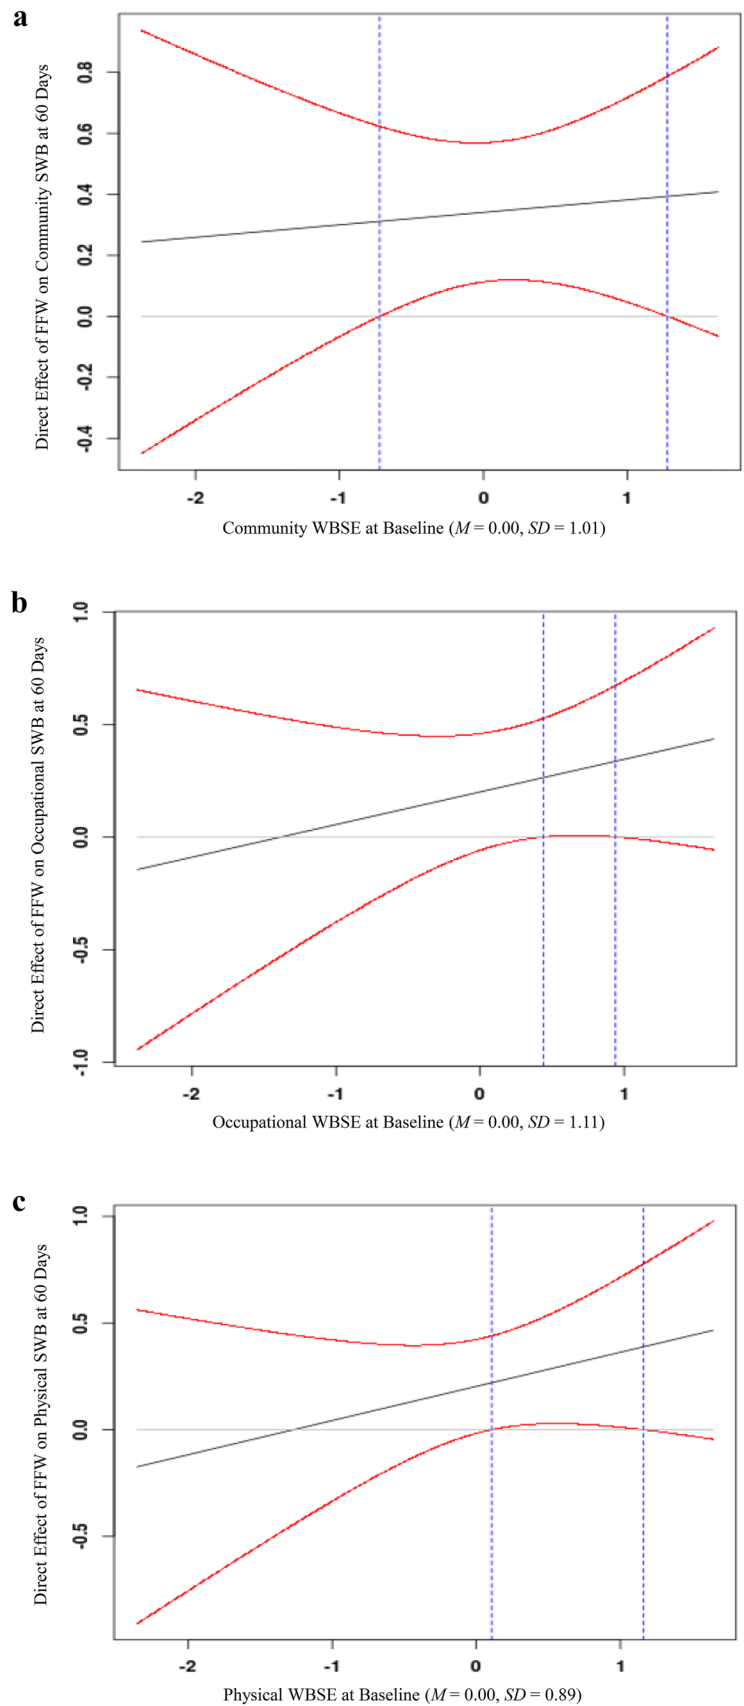 a
Direct Effect of FFW on Community SWB at 60 Days
0.8
0.6
0.4
0.2
0.0
-0.2
-0.4
-2 -1 0 1
Community WBSE at Baseline (M = 0.00, SD = 1.01)
b
Direct Effect of FFW on Occupational SWB at 60 Days
1.0
0.5
0.0
-0.5
-1.0
-2 -1 0 1
Occupational WBSE at Baseline (M = 0.00, SD = 1.11)
c
Direct Effect of FFW on Physical SWB at 60 Days
1.0
0.5
0.0
-0.5
-2 -1 0 1
Physical WBSE at Baseline (M = 0.00, SD = 0.89)